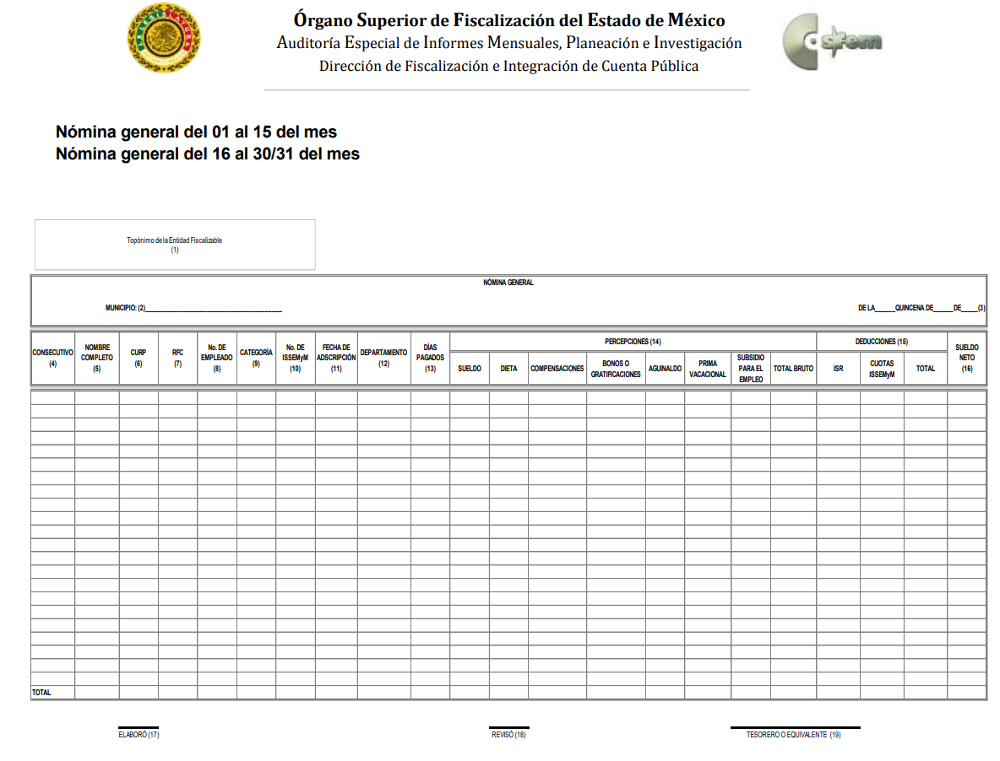 Órgano Superior de Fiscalización del Estado de México
Auditoría Especial de Informes Mensuales, Planeación e Investigación
Dirección de Fiscalización e Integración de Cuenta Pública
osfem
Nómina general del 01 al 15 del mes
Nómina general del 16 al 30/31 del mes
Topónimo de la Entidad Fiscalizable
(1)
NÓMINA GENERAL
MUNICIPIO: (2)____________________________________ DE LA_____QUINCENA DE_____DE____(3)
CONSECUTIVO
(4)
NOMBRE
COMPLETO
(5)
CURP
(6)
RFC
(7)
No. DE
EMPLEADO
(8)
CATEGORÍA
(9)
No. DE
ISSEMyM
(10)
FECHA DE
ADSCRIPCIÓN
(11)
DEPARTAMENTO
(12)
DÍAS
PAGADOS
(13)
PERCEPCIONES (14)
SUELDO
DIETA
COMPENSACIONES
BONOS O
GRATIFICACIONES
AGUINALDO
PRIMA
VACACIONAL
SUBSIDIO
PARA EL
EMPLEO
TOTAL BRUTO
DEDUCCIONES (15)
ISR
CUOTAS
ISSEMyM
TOTAL
SUELDO
NETO
(16)
TOTAL
ELABORÓ (17)
REVISÓ (18)
TESORERO O EQUIVALENTE (19)